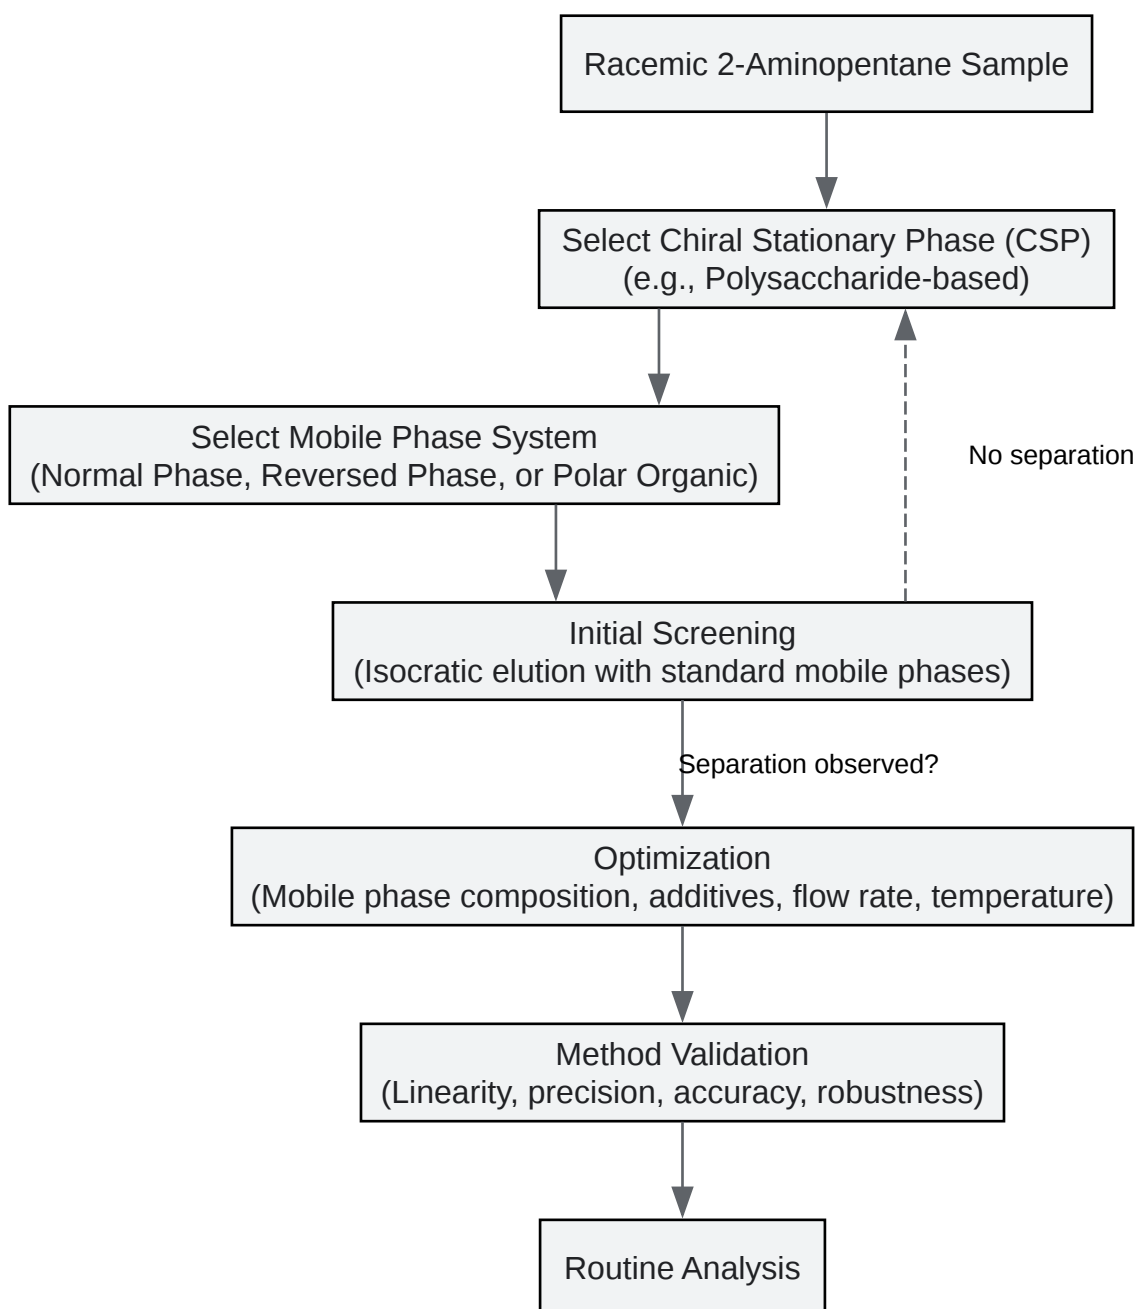 Racemic 2-Aminopentane Sample
Select Chiral Stationary Phase (CSP)
(e.g., Polysaccharide-based)
Select Mobile Phase System
(Normal Phase, Reversed Phase, or Polar Organic)
No separation
Initial Screening
(Isocratic elution with standard mobile phases)
Separation observed?
Optimization
(Mobile phase composition, additives, flow rate, temperature)
Method Validation
(Linearity, precision, accuracy, robustness)
Routine Analysis